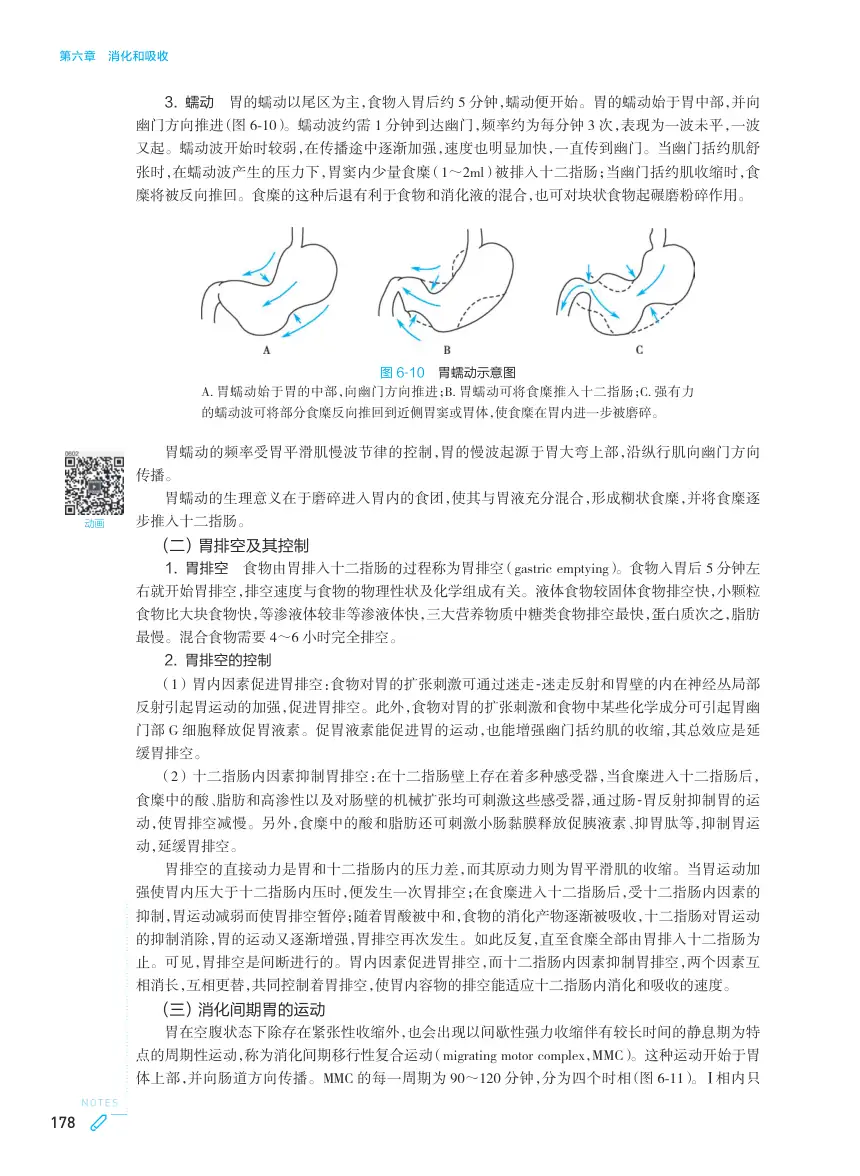 第六章 消化和吸收
3. 蠕动 胃的蠕动以尾区为主,食物入胃后约 5 分钟,蠕动便开始。胃的蠕动始于胃中部,并向
幽门方向推进(图 6-10)。蠕动波约需 1 分钟到达幽门,频率约为每分钟 3 次,表现为一波未平,一波
又起。蠕动波开始时较弱,在传播途中逐渐加强,速度也明显加快,一直传到幽门。当幽门括约肌舒
张时,在蠕动波产生的压力下,胃窦内少量食糜(1~2ml)被排入十二指肠;当幽门括约肌收缩时,食
糜将被反向推回。食糜的这种后退有利于食物和消化液的混合,也可对块状食物起碾磨粉碎作用。
A
B
C
图 6-10 胃蠕动示意图
A. 胃蠕动始于胃的中部,向幽门方向推进;B. 胃蠕动可将食糜推入十二指肠;C. 强有力
的蠕动波可将部分食糜反向推回到近侧胃窦或胃体,使食糜在胃内进一步被磨碎。
0602
动画
胃蠕动的频率受胃平滑肌慢波节律的控制,胃的慢波起源于胃大弯上部,沿纵行肌向幽门方向
传播。
胃蠕动的生理意义在于磨碎进入胃内的食团,使其与胃液充分混合,形成糊状食糜,并将食糜逐
步推入十二指肠。
(二)胃排空及其控制
1. 胃排空 食物由胃排入十二指肠的过程称为胃排空(gastric emptying)。食物入胃后 5 分钟左
右就开始胃排空,排空速度与食物的物理性状及化学组成有关。液体食物较固体食物排空快,小颗粒
食物比大块食物快,等渗液体较非等渗液体快,三大营养物质中糖类食物排空最快,蛋白质次之,脂肪
最慢。混合食物需要 4~6 小时完全排空。
2. 胃排空的控制
(1)胃内因素促进胃排空:食物对胃的扩张刺激可通过迷走-迷走反射和胃壁的内在神经丛局部
反射引起胃运动的加强,促进胃排空。此外,食物对胃的扩张刺激和食物中某些化学成分可引起胃幽
门部 G 细胞释放促胃液素。促胃液素能促进胃的运动,也能增强幽门括约肌的收缩,其总效应是延
缓胃排空。
(2)十二指肠内因素抑制胃排空:在十二指肠壁上存在着多种感受器,当食糜进入十二指肠后,
食糜中的酸、脂肪和高渗性以及对肠壁的机械扩张均可刺激这些感受器,通过肠-胃反射抑制胃的运
动,使胃排空减慢。另外,食糜中的酸和脂肪还可刺激小肠黏膜释放促胰液素、抑胃肽等,抑制胃运
动,延缓胃排空。
胃排空的直接动力是胃和十二指肠内的压力差,而其原动力则为胃平滑肌的收缩。当胃运动加
强使胃内压大于十二指肠内压时,便发生一次胃排空;在食糜进入十二指肠后,受十二指肠内因素的
抑制,胃运动减弱而使胃排空暂停;随着胃酸被中和,食物的消化产物逐渐被吸收,十二指肠对胃运动
的抑制消除,胃的运动又逐渐增强,胃排空再次发生。如此反复,直至食糜全部由胃排入十二指肠为
止。可见,胃排空是间断进行的。胃内因素促进胃排空,而十二指肠内因素抑制胃排空,两个因素互
相消长,互相更替,共同控制着胃排空,使胃内容物的排空能适应十二指肠内消化和吸收的速度。
(三)消化间期胃的运动
胃在空腹状态下除存在紧张性收缩外,也会出现以间歇性强力收缩伴有较长时间的静息期为特
点的周期性运动,称为消化间期移行性复合运动(migrating motor complex,MMC)。这种运动开始于胃
体上部,并向肠道方向传播。MMC 的每一周期为 90~120 分钟,分为四个时相(图 6-11)。Ⅰ相内只
NOTES
178